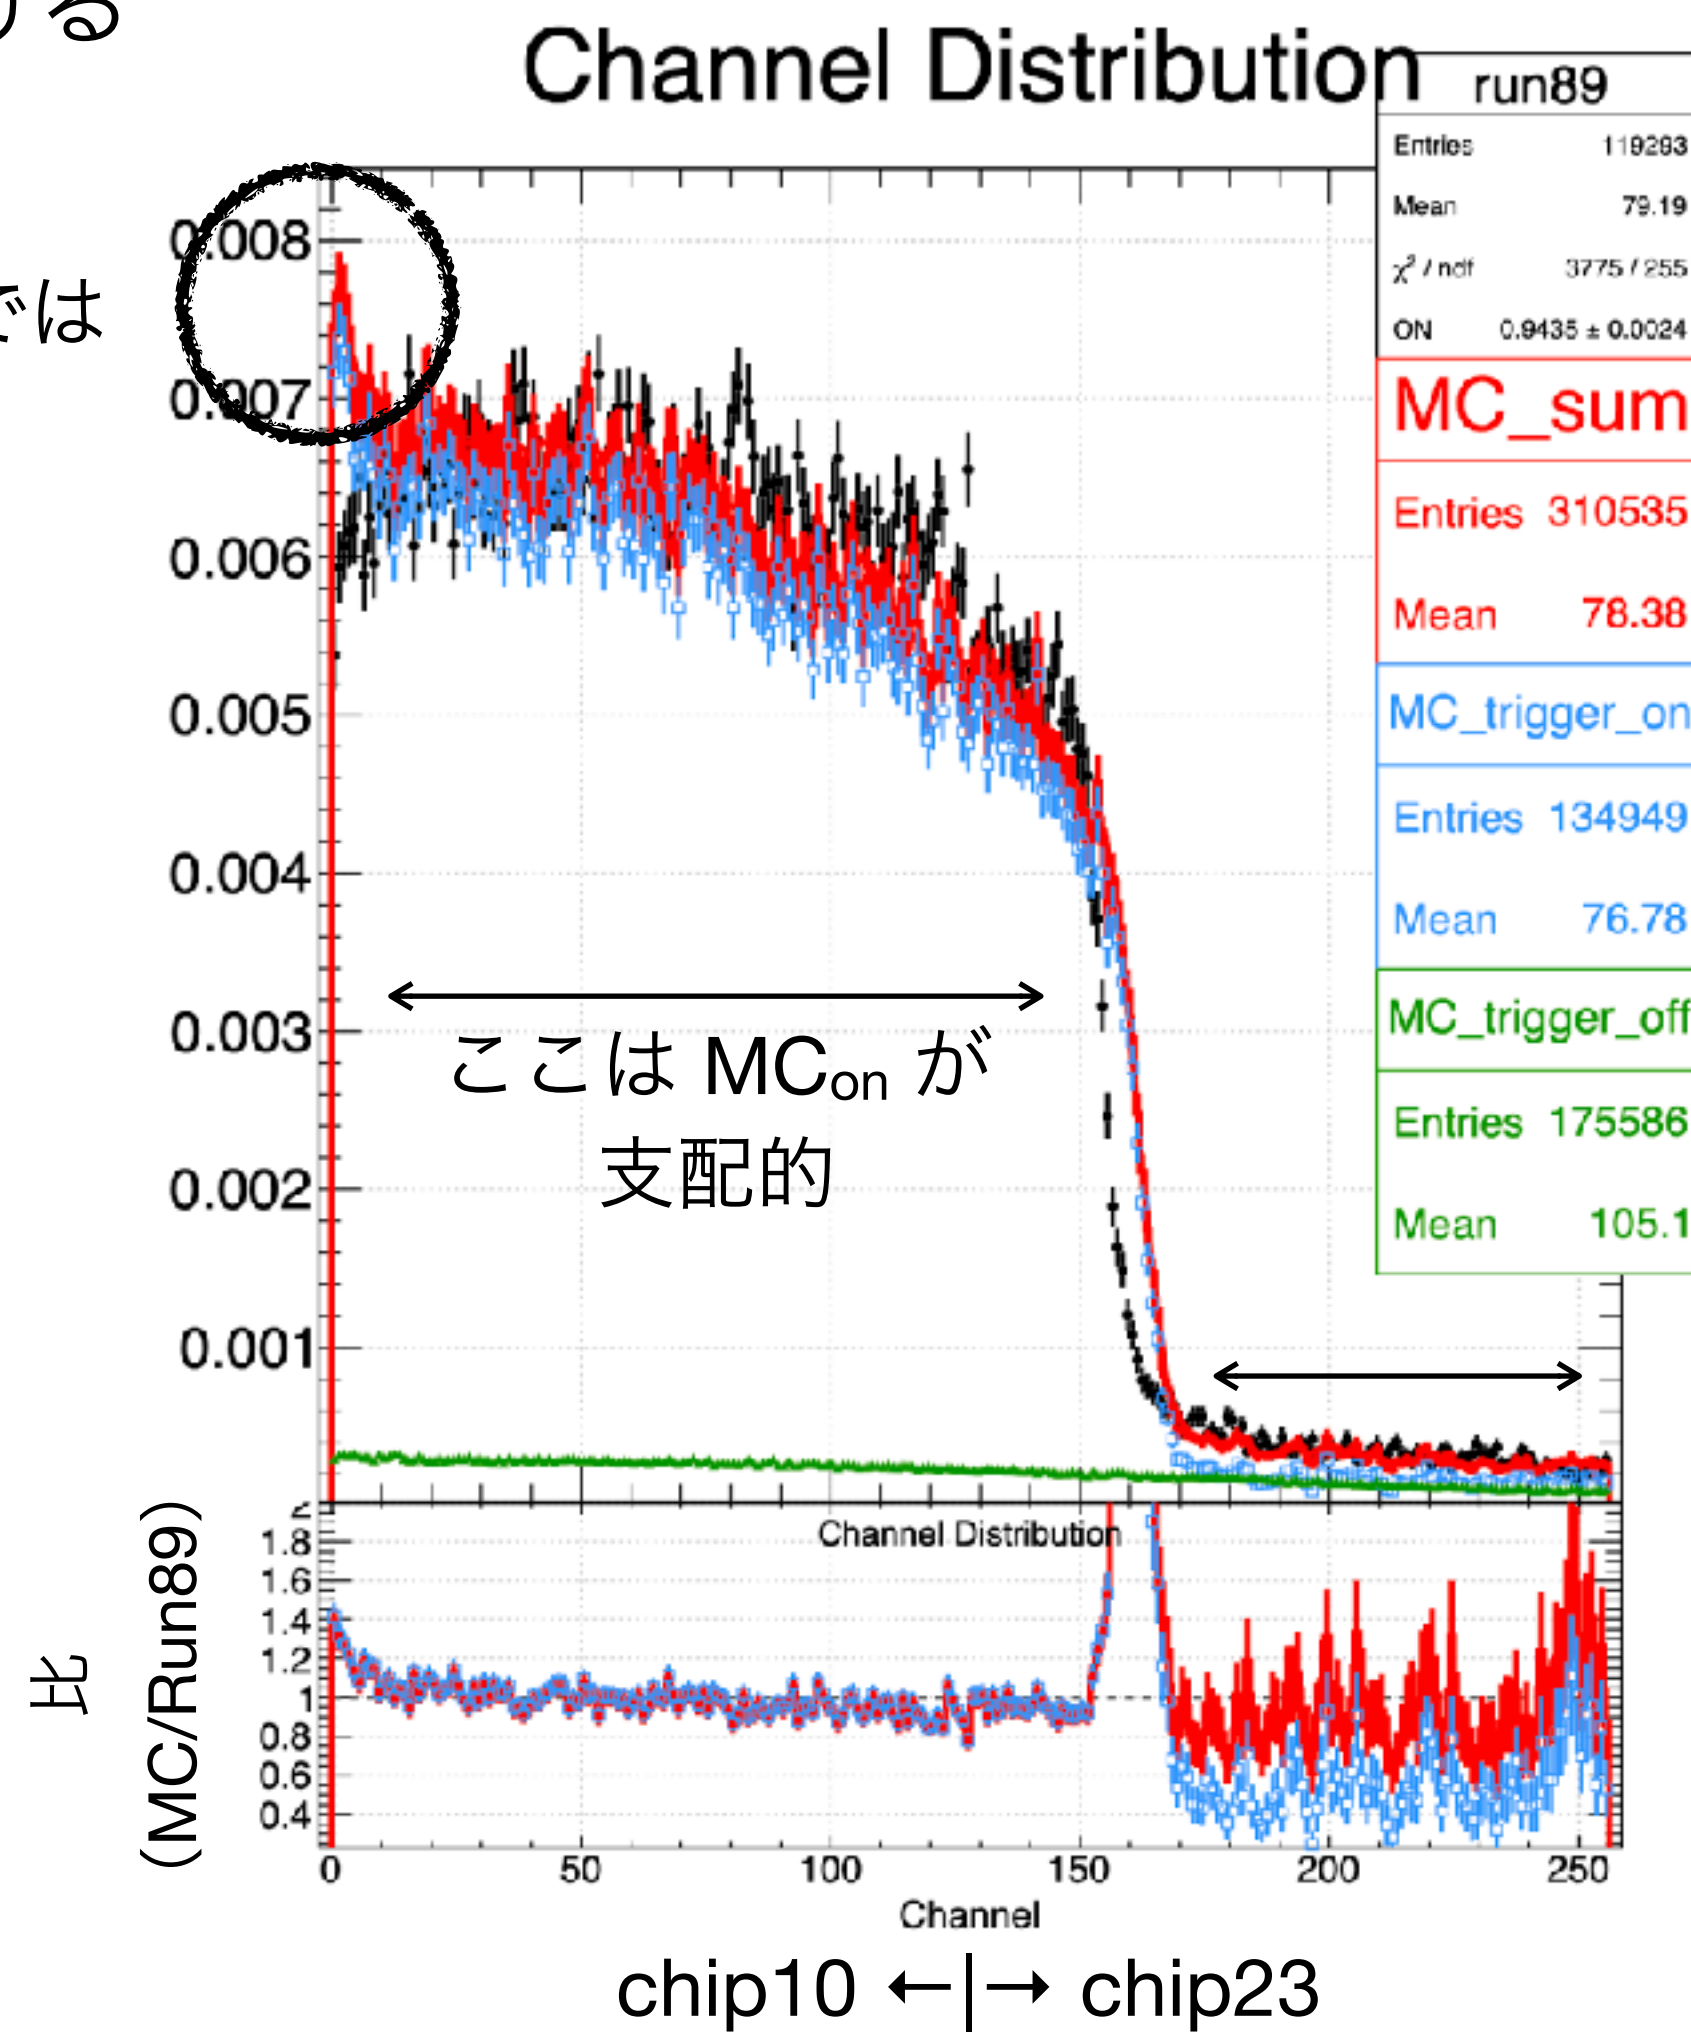 ける
では
Channel Distribution
run89
Entries 119293
Mean 79.19
χ² / ndf 3775 / 255
ON 0.9435 ± 0.0024
MC_sum
Entries 310535
Mean 78.38
MC_trigger_on
Entries 134949
Mean 76.78
MC_trigger_off
Entries 175586
Mean 105.1
0.008
0.007
0.006
0.005
0.004
0.003
0.002
0.001
ここは MCon が
支配的
比
(MC/Run89)
Channel Distribution
2
1.8
1.6
1.4
1.2
1
0.8
0.6
0.4
0 50 100 150 200 250
Channel
chip10 ←|→ chip23